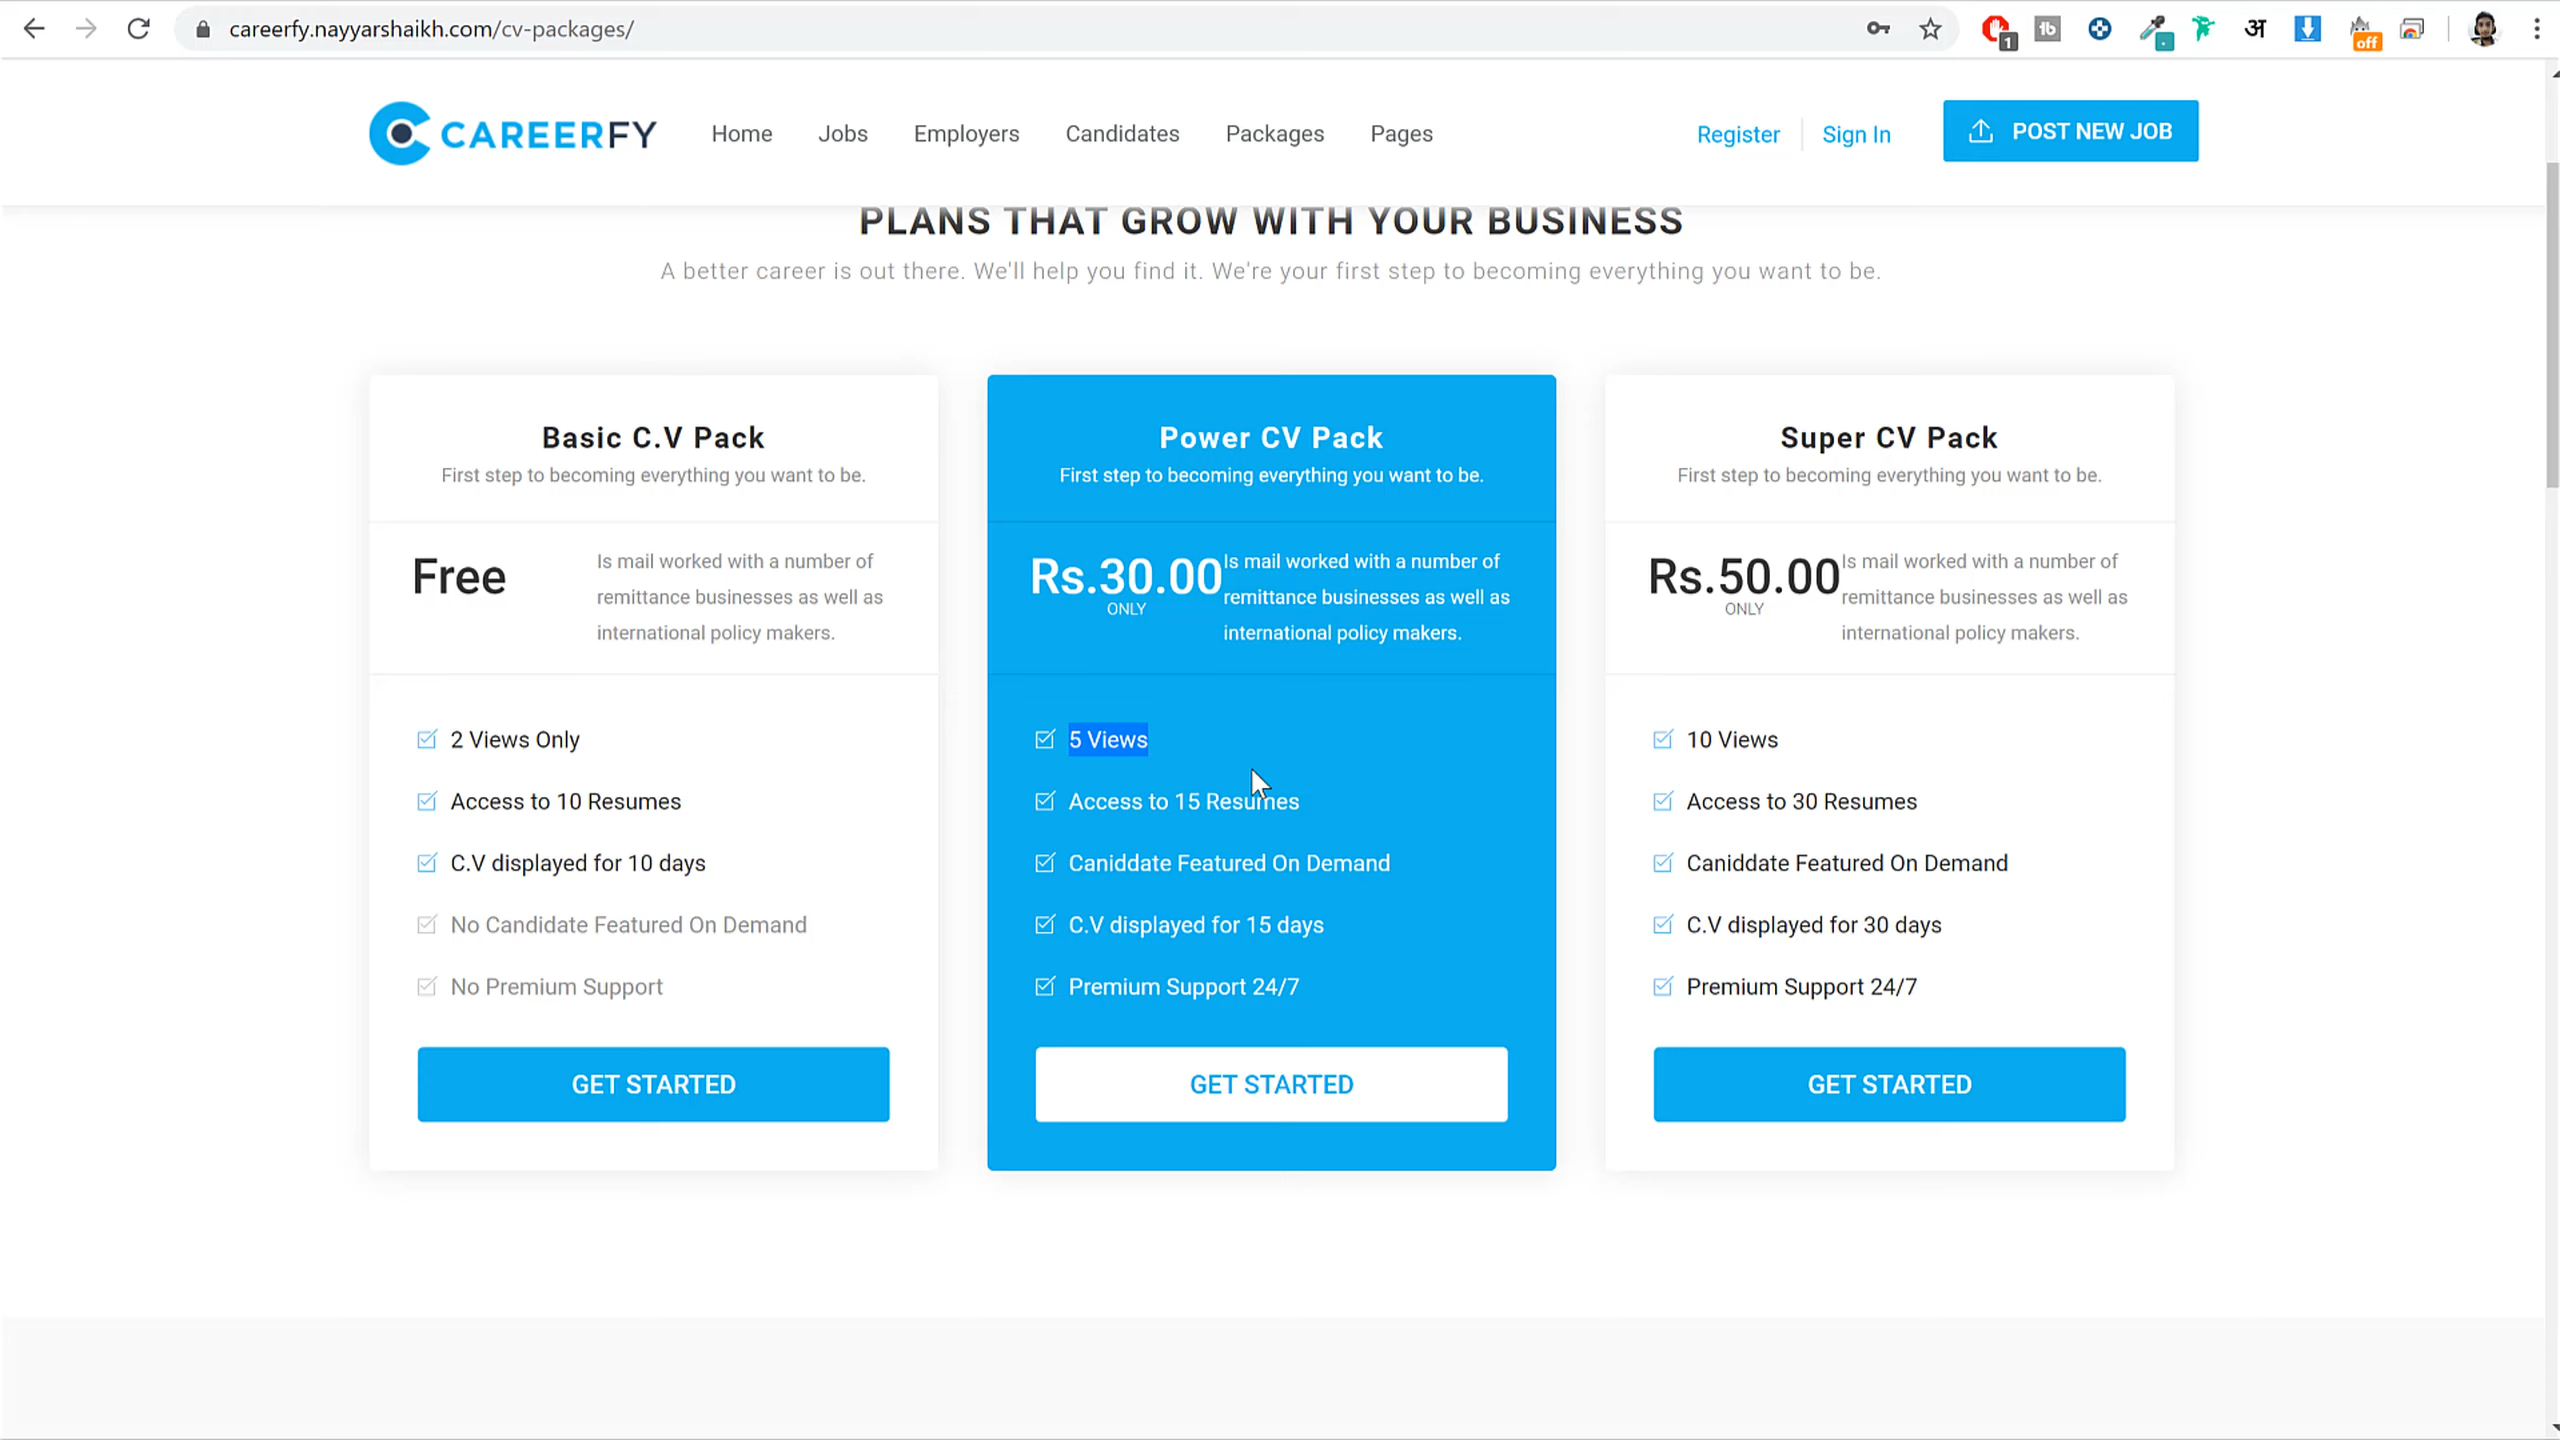 careerfy.nayyarshaikh.com/cv-packages/
1
off
CAREERFY
Home
Jobs
Employers
Candidates
Packages
Pages
Register
Sign In
POST NEW JOB
PLANS THAT GROW WITH YOUR BUSINESS
A better career is out there. We'll help you find it. We're your first step to becoming everything you want to be.
Basic C.V Pack
First step to becoming everything you want to be.
Free
Is mail worked with a number of
remittance businesses as well as
international policy makers.
2 Views Only
Access to 10 Resumes
C.V displayed for 10 days
No Candidate Featured On Demand
No Premium Support
GET STARTED
Power CV Pack
First step to becoming everything you want to be.
Rs.30.00
ONLY
Is mail worked with a number of
remittance businesses as well as
international policy makers.
5 Views
Access to 15 Resumes
Caniddate Featured On Demand
C.V displayed for 15 days
Premium Support 24/7
GET STARTED
Super CV Pack
First step to becoming everything you want to be.
Rs.50.00
ONLY
Is mail worked with a number of
remittance businesses as well as
international policy makers.
10 Views
Access to 30 Resumes
Caniddate Featured On Demand
C.V displayed for 30 days
Premium Support 24/7
GET STARTED